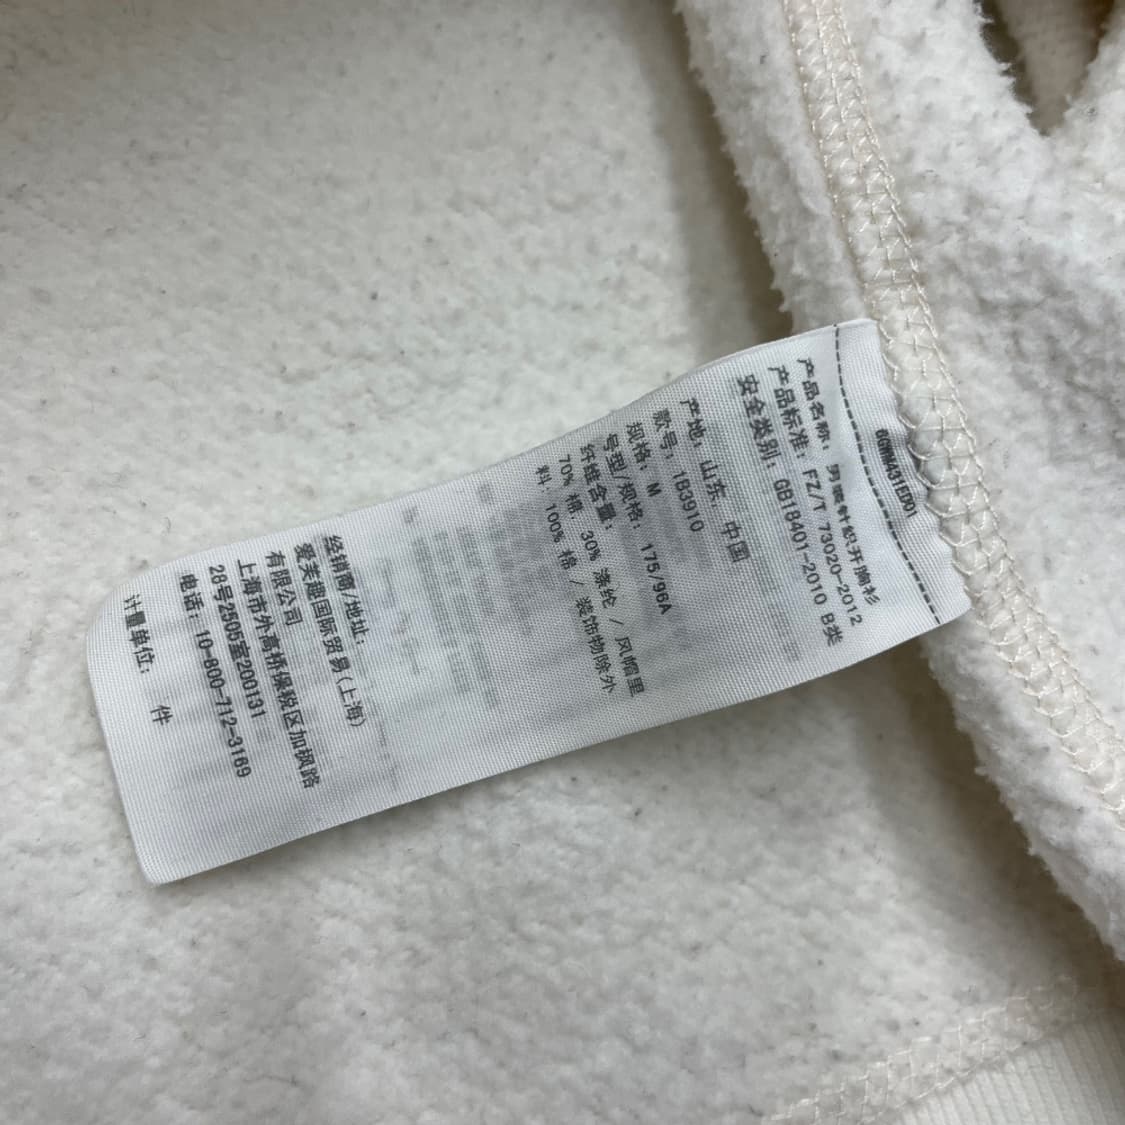 6GNM431ED01
产品名称: 男装针织开胸衫
产品标准: FZ/T 73020-2012
安全类别: GB18401-2010 B类
产地: 山东, 中国
款号: 183910
规格: M
号型/规格: 175/96A
纤维含量:
70% 棉, 30% 涤纶 / 风帽里
料: 100% 棉 / 装饰物除外
经销商/地址:
爱芙趣国际贸易(上海)
有限公司
上海市外高桥保税区加枫路
28号2505室200131
电话: 10-800-712-3169
计量单位: 件